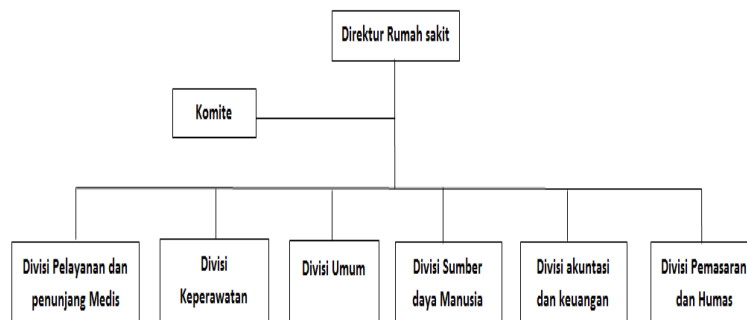 Direktur Rumah sakit
Komite
Divisi Pelayanan dan
penunjang Medis
Divisi
Keperawatan
Divisi Umum
Divisi Sumber
daya Manusia
Divisi akuntasi
dan keuangan
Divisi Pemasaran
dan Humas